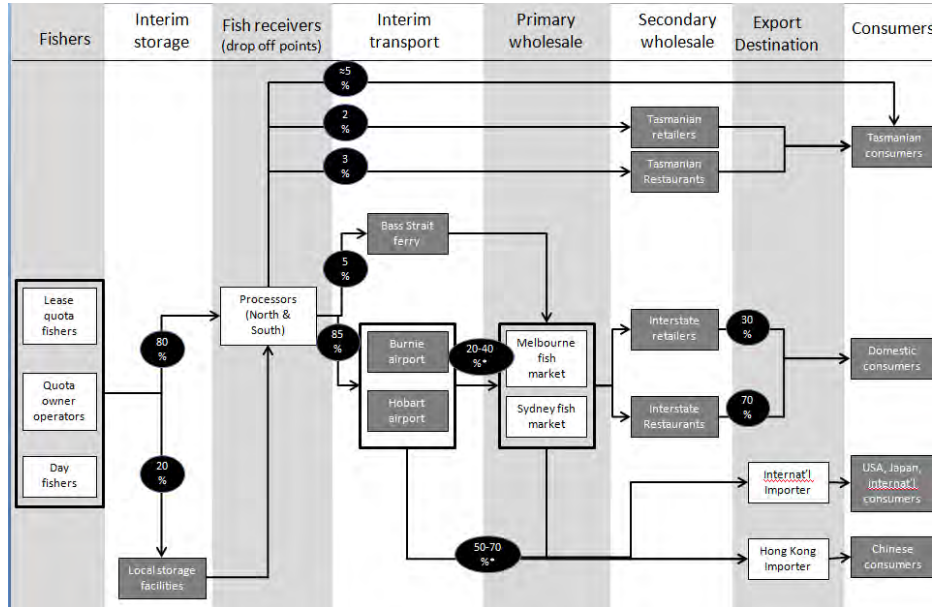 Fishers
Interim
storage
Fish receivers
(drop off points)
Interim
transport
Primary
wholesale
Secondary
wholesale
Export
Destination
Consumers
≈5
%
2
%
Tasmanian
retailers
Tasmanian
consumers
3
%
Tasmanian
Restaurants
Bass Strait
ferry
5
%
Lease
quota
fishers
Processors
(North &
South)
80
%
85
%
Burnie
airport
20-40
%*
Melbourne
fish
market
Interstate
retailers
30
%
Domestic
consumers
Quota
owner
operators
Hobart
airport
Sydney fish
market
Interstate
Restaurants
70
%
Day
fishers
20
%
Internat'l
Importer
USA, Japan,
internat'l
consumers
50-70
%*
Hong Kong
Importer
Chinese
consumers
Local storage
facilities